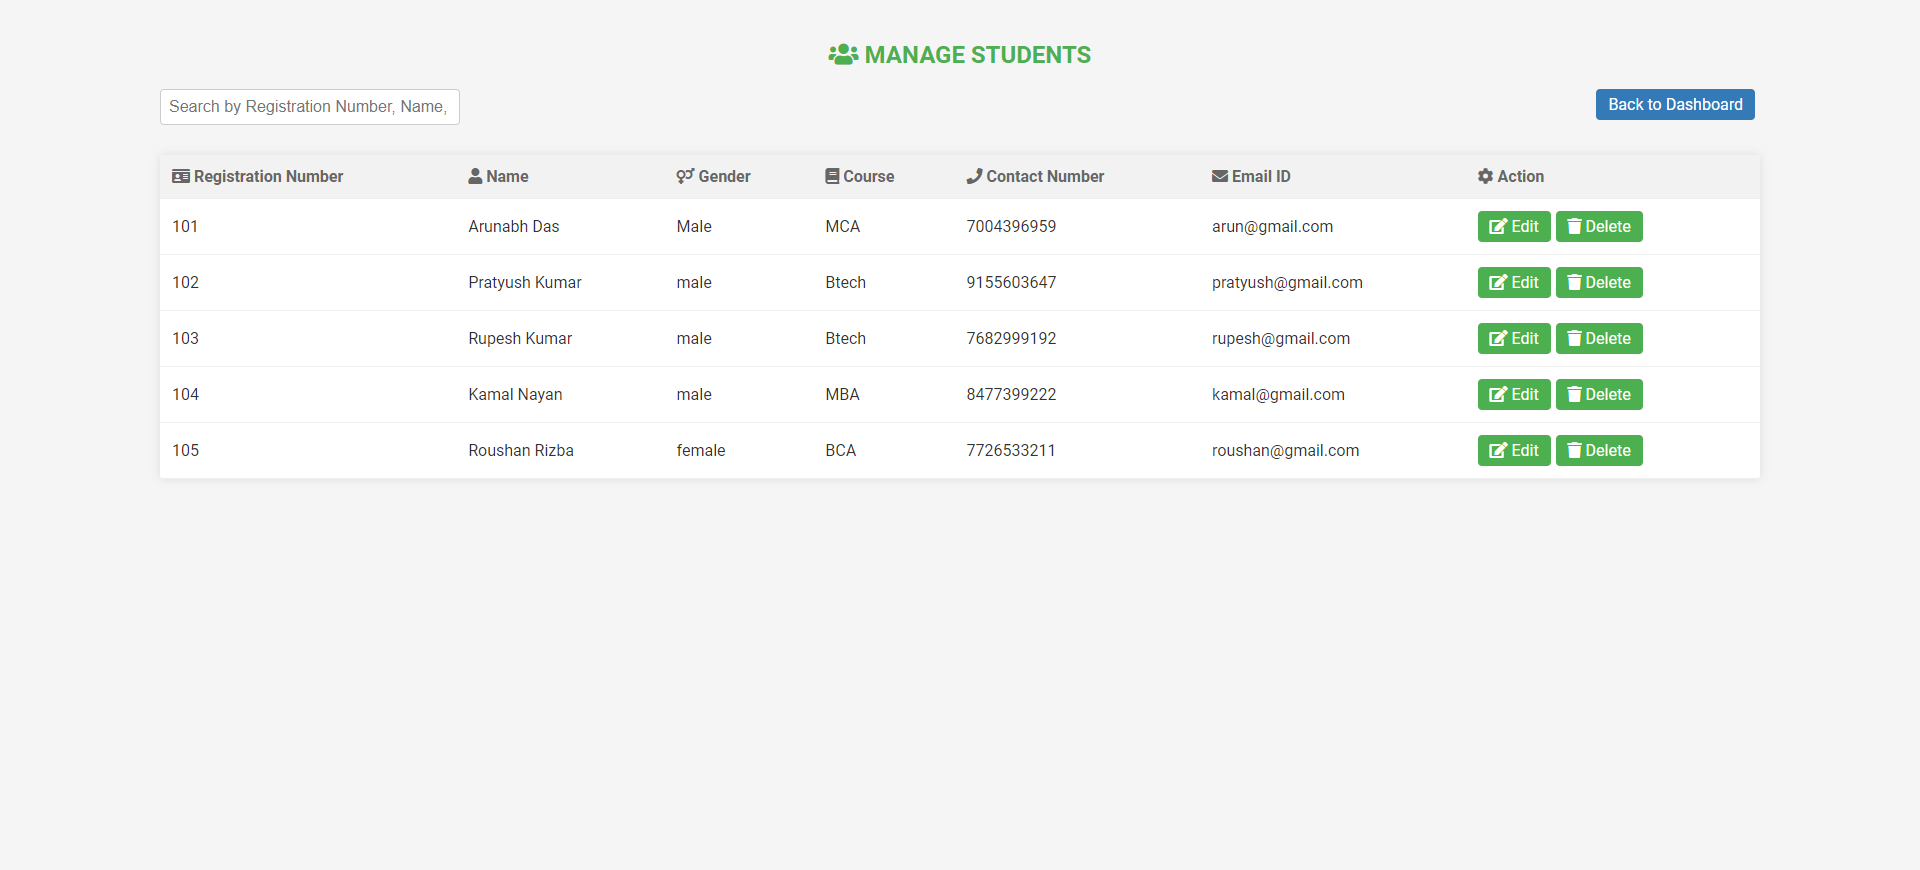 MANAGE STUDENTS
Search by Registration Number, Name,
Back to Dashboard
Registration Number Name Gender Course Contact Number Email ID Action
101 Arunabh Das Male MCA 7004396959 arun@gmail.com Edit Delete
102 Pratyush Kumar male Btech 9155603647 pratyush@gmail.com Edit Delete
103 Rupesh Kumar male Btech 7682999192 rupesh@gmail.com Edit Delete
104 Kamal Nayan male MBA 8477399222 kamal@gmail.com Edit Delete
105 Roushan Rizba female BCA 7726533211 roushan@gmail.com Edit Delete